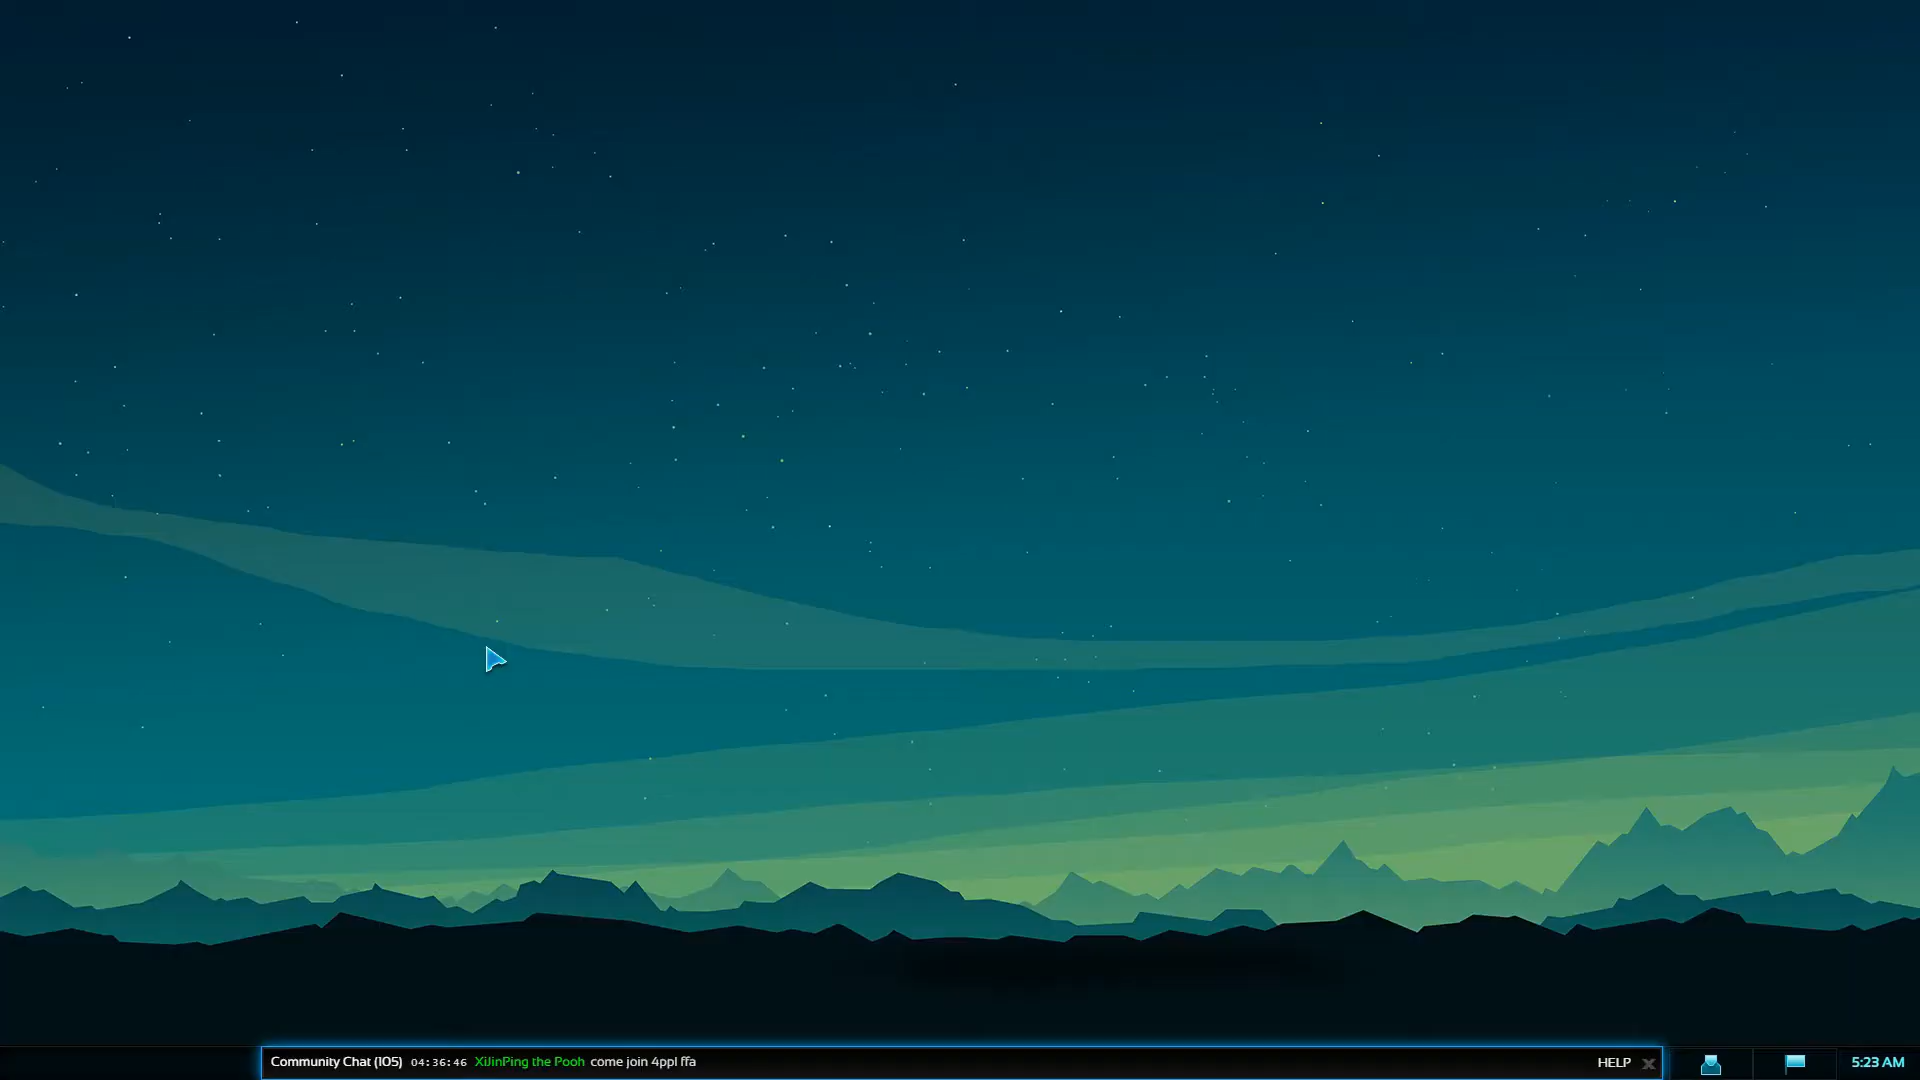 Community Chat (105) 04:36:46 XiJinPing the Pooh come join 4ppl ffa HELP X 5:23 AM